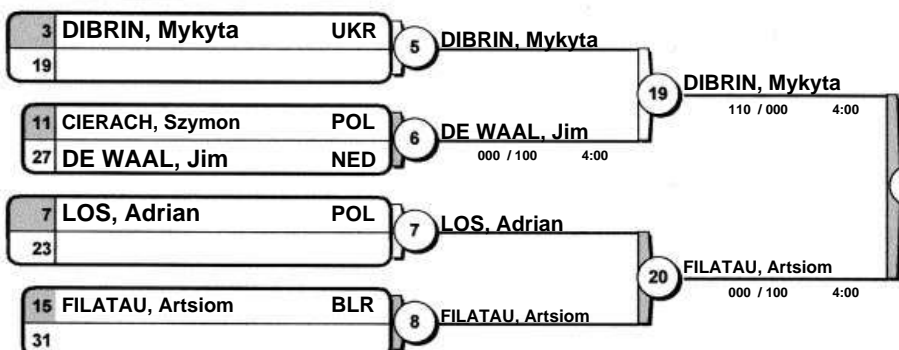 3 DIBRIN, Mykyta UKR
19
5 DIBRIN, Mykyta
19 DIBRIN, Mykyta
110 / 000 4:00
11 CIERACH, Szymon POL
27 DE WAAL, Jim NED
6 DE WAAL, Jim
000 / 100 4:00
7 LOS, Adrian POL
23
7 LOS, Adrian
20 FILATAU, Artsiom
000 / 100 4:00
15 FILATAU, Artsiom BLR
31
8 FILATAU, Artsiom